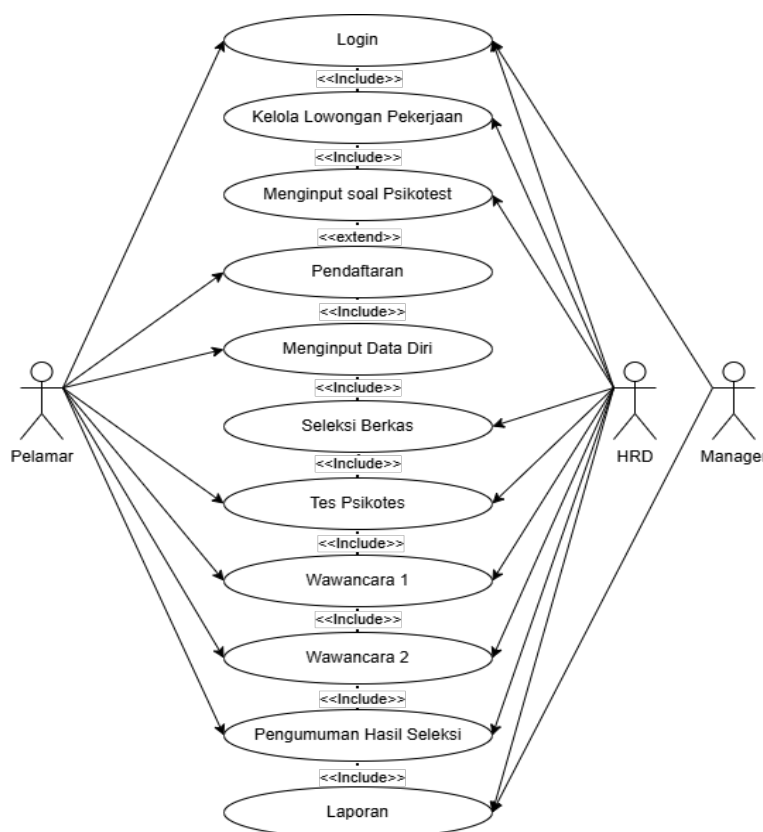 Login
<<Include>>
Kelola Lowongan Pekerjaan
<<Include>>
Menginput soal Psikotest
<<extend>>
Pendaftaran
<<Include>>
Menginput Data Diri
<<Include>>
Seleksi Berkas
Pelamar
HRD
Manager
<<Include>>
Tes Psikotes
<<Include>>
Wawancara 1
<<Include>>
Wawancara 2
<<Include>>
Pengumuman Hasil Seleksi
<<Include>>
Laporan